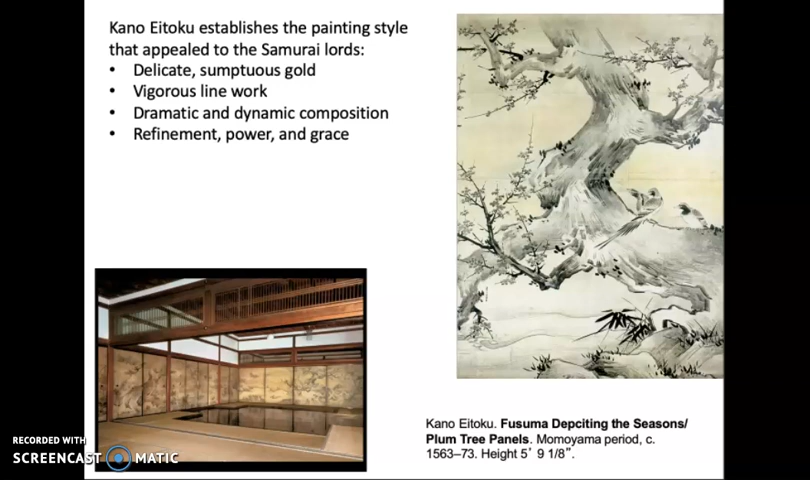 Kano Eitoku establishes the painting style
that appealed to the Samurai lords:
• Delicate, sumptuous gold
• Vigorous line work
• Dramatic and dynamic composition
• Refinement, power, and grace
Kano Eitoku. Fusuma Depciting the Seasons/
Plum Tree Panels. Momoyama period, c.
1563–73. Height 5’ 9 1/8”.
RECORDED WITH
SCREENCAST MATIC